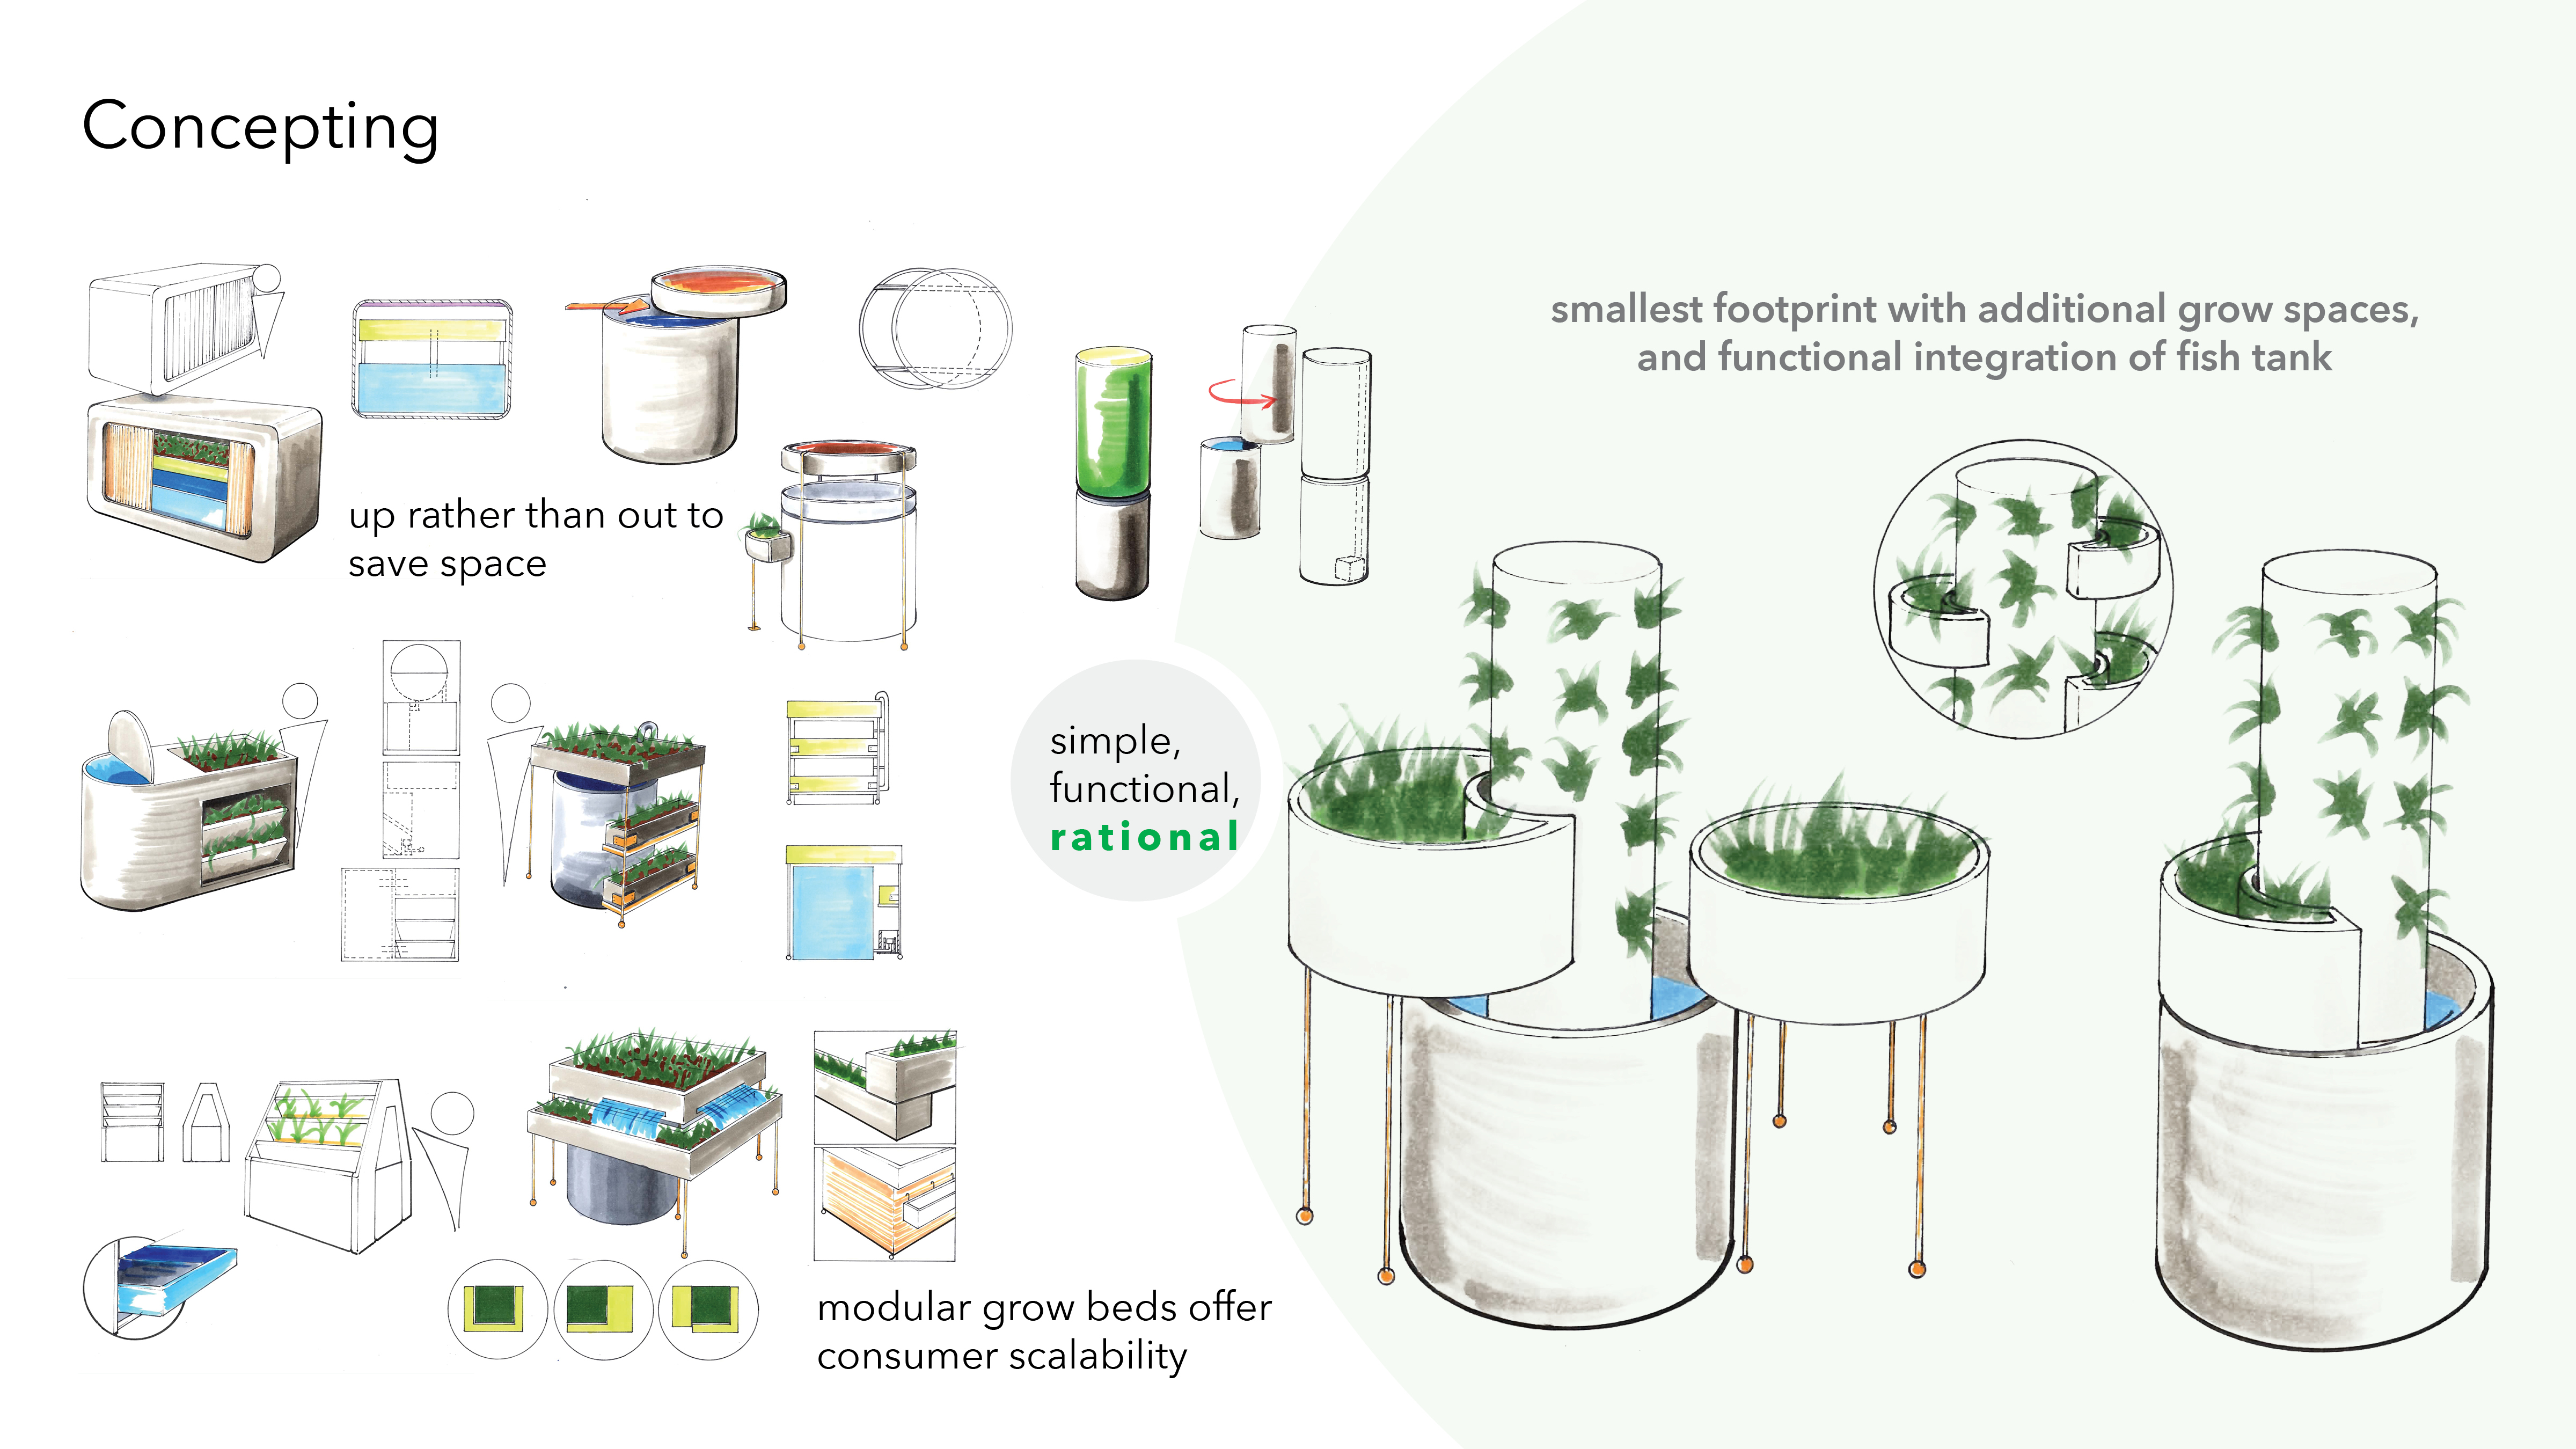 Concepting
smallest footprint with additional grow spaces,
and functional integration of fish tank
up rather than out to
save space
simple,
functional,
rational
modular grow beds offer
consumer scalability